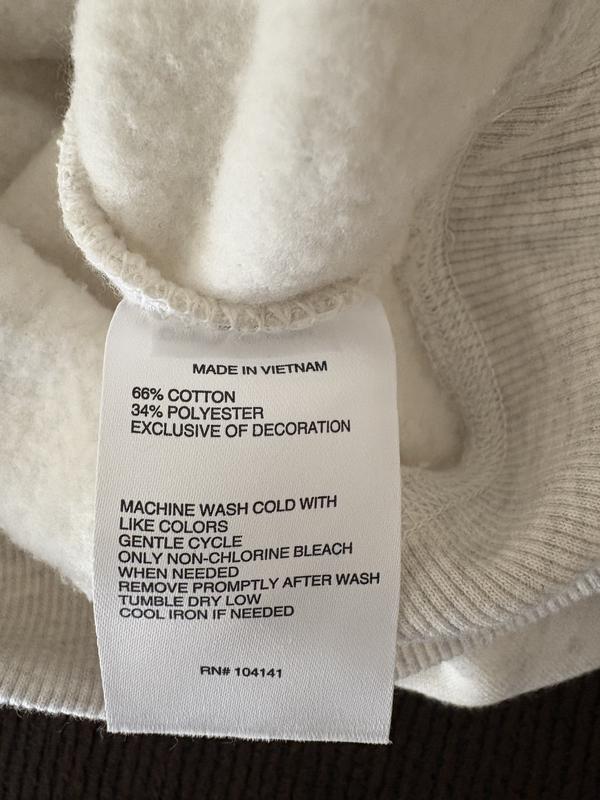 MADE IN VIETNAM
66% COTTON
34% POLYESTER
EXCLUSIVE OF DECORATION
MACHINE WASH COLD WITH
LIKE COLORS
GENTLE CYCLE
ONLY NON-CHLORINE BLEACH
WHEN NEEDED
REMOVE PROMPTLY AFTER WASH
TUMBLE DRY LOW
COOL IRON IF NEEDED
RN# 104141